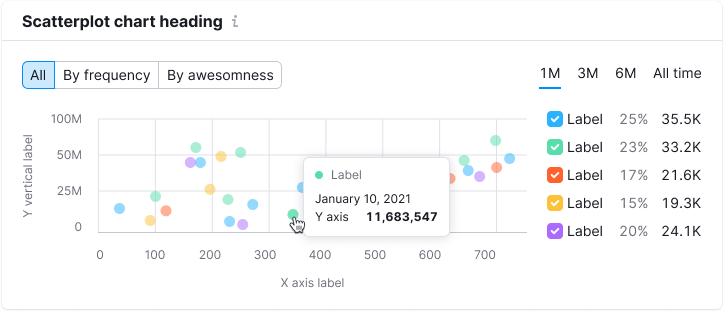 Scatterplot chart heading i
All By frequency By awesomness
1M 3M 6M All time
Y vertical label
100M
50M
25M
0
0 100 200 300 400 500 600 700
X axis label
Label
January 10, 2021
Y axis 11,683,547
Label 25% 35.5K
Label 23% 33.2K
Label 17% 21.6K
Label 15% 19.3K
Label 20% 24.1K